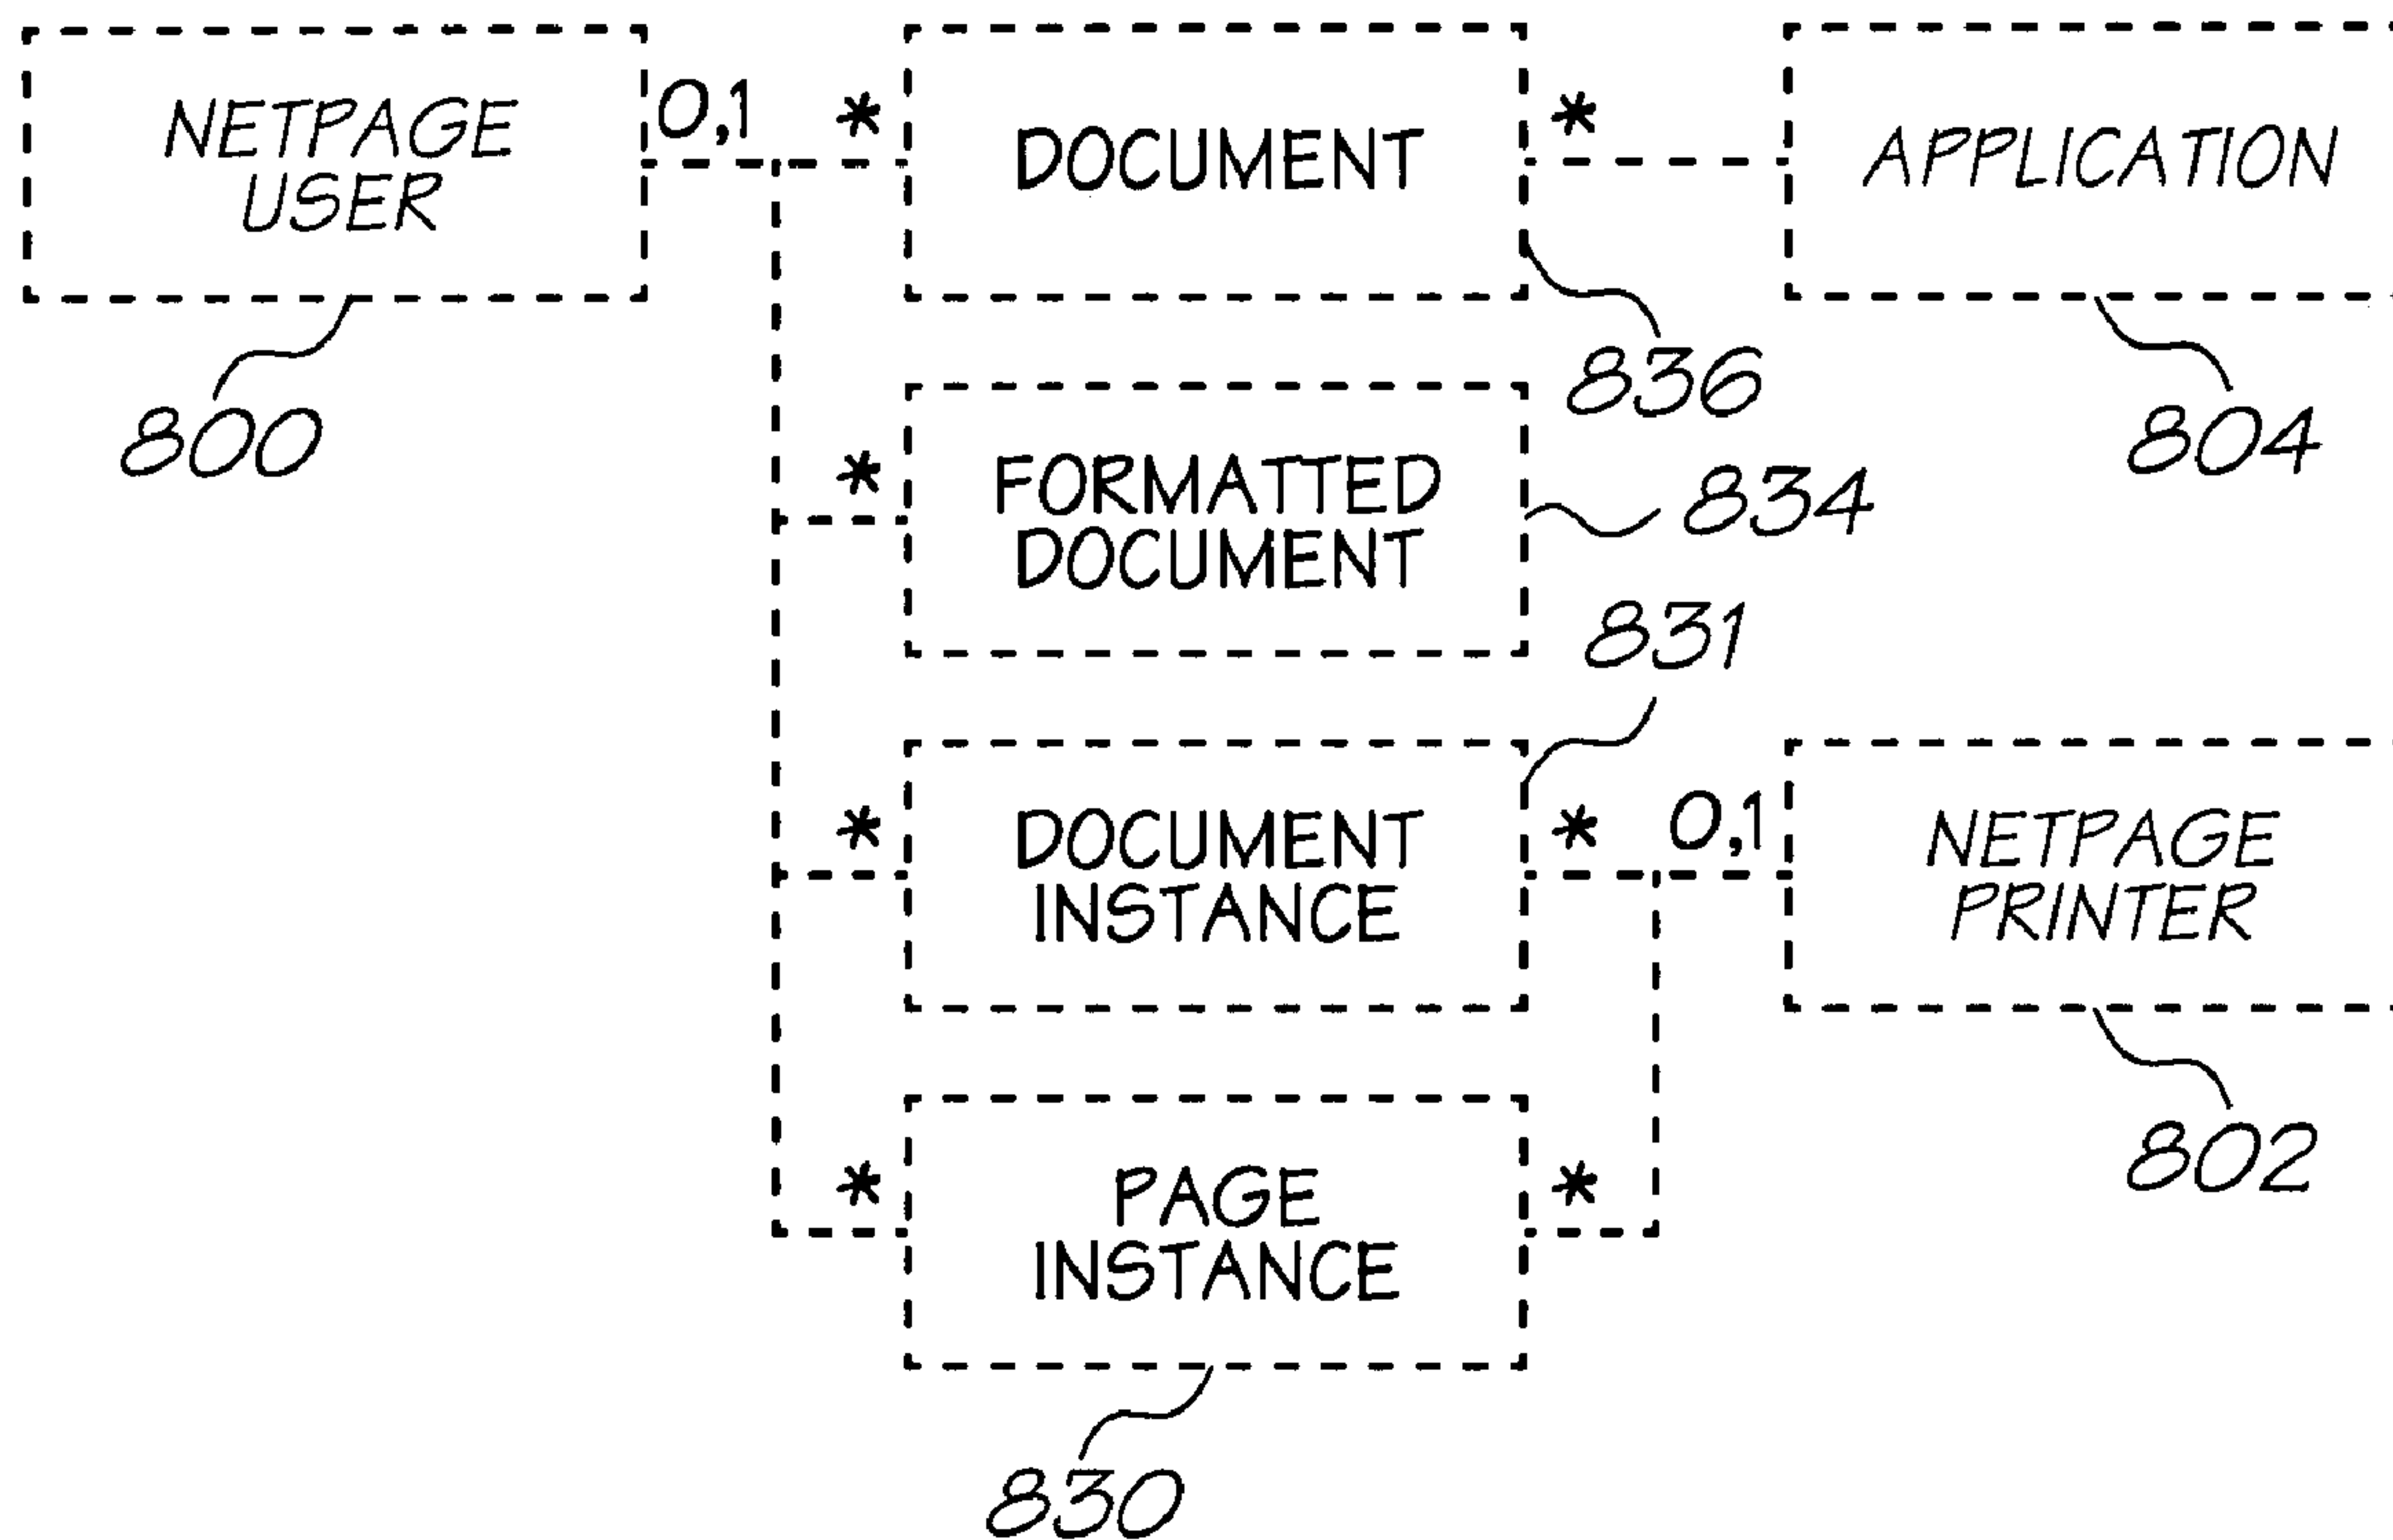 NETPAGE
USER
0,1
*
DOCUMENT
*
APPLICATION
800
836
804
*
FORMATTED
DOCUMENT
834
831
*
DOCUMENT
INSTANCE
*
0,1
NETPAGE
PRINTER
802
*
PAGE
INSTANCE
*
830